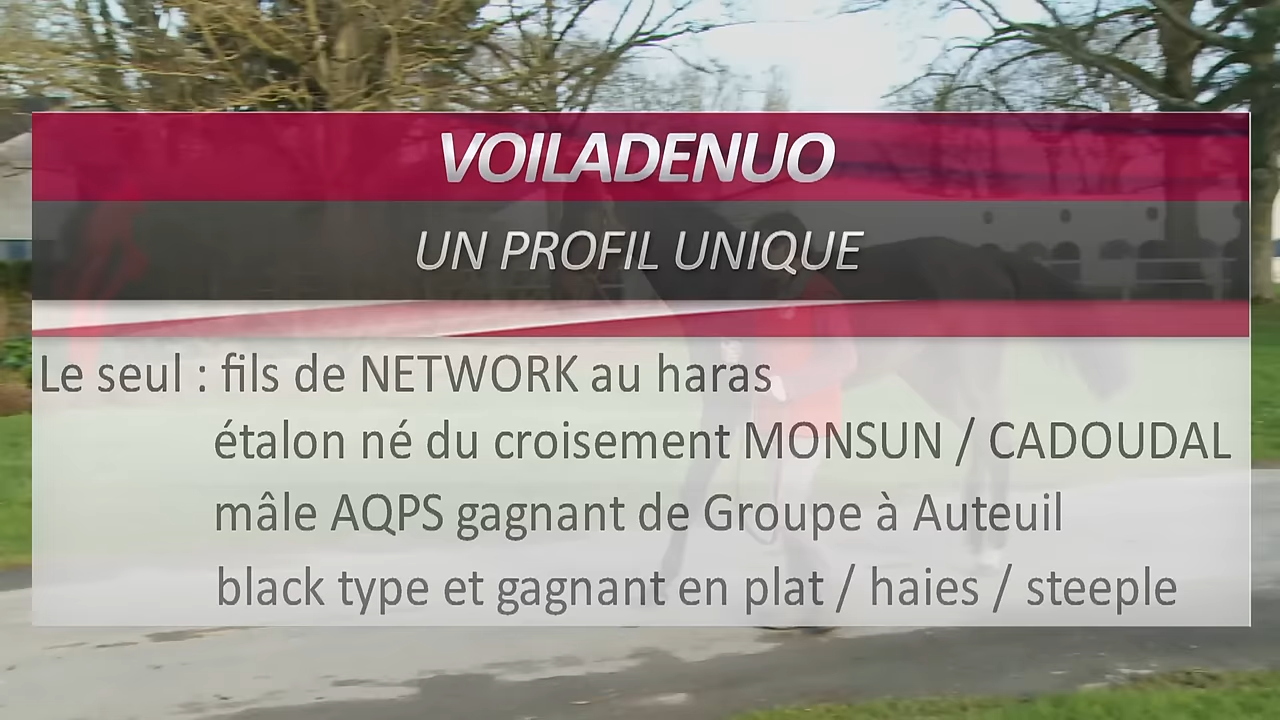 VOILADENUO
UN PROFIL UNIQUE
Le seul : fils de NETWORK au haras
étalon né du croisement MONSUN / CADOUDAL
mâle AQPS gagnant de Groupe à Auteuil
black type et gagnant en plat / haies / steeple